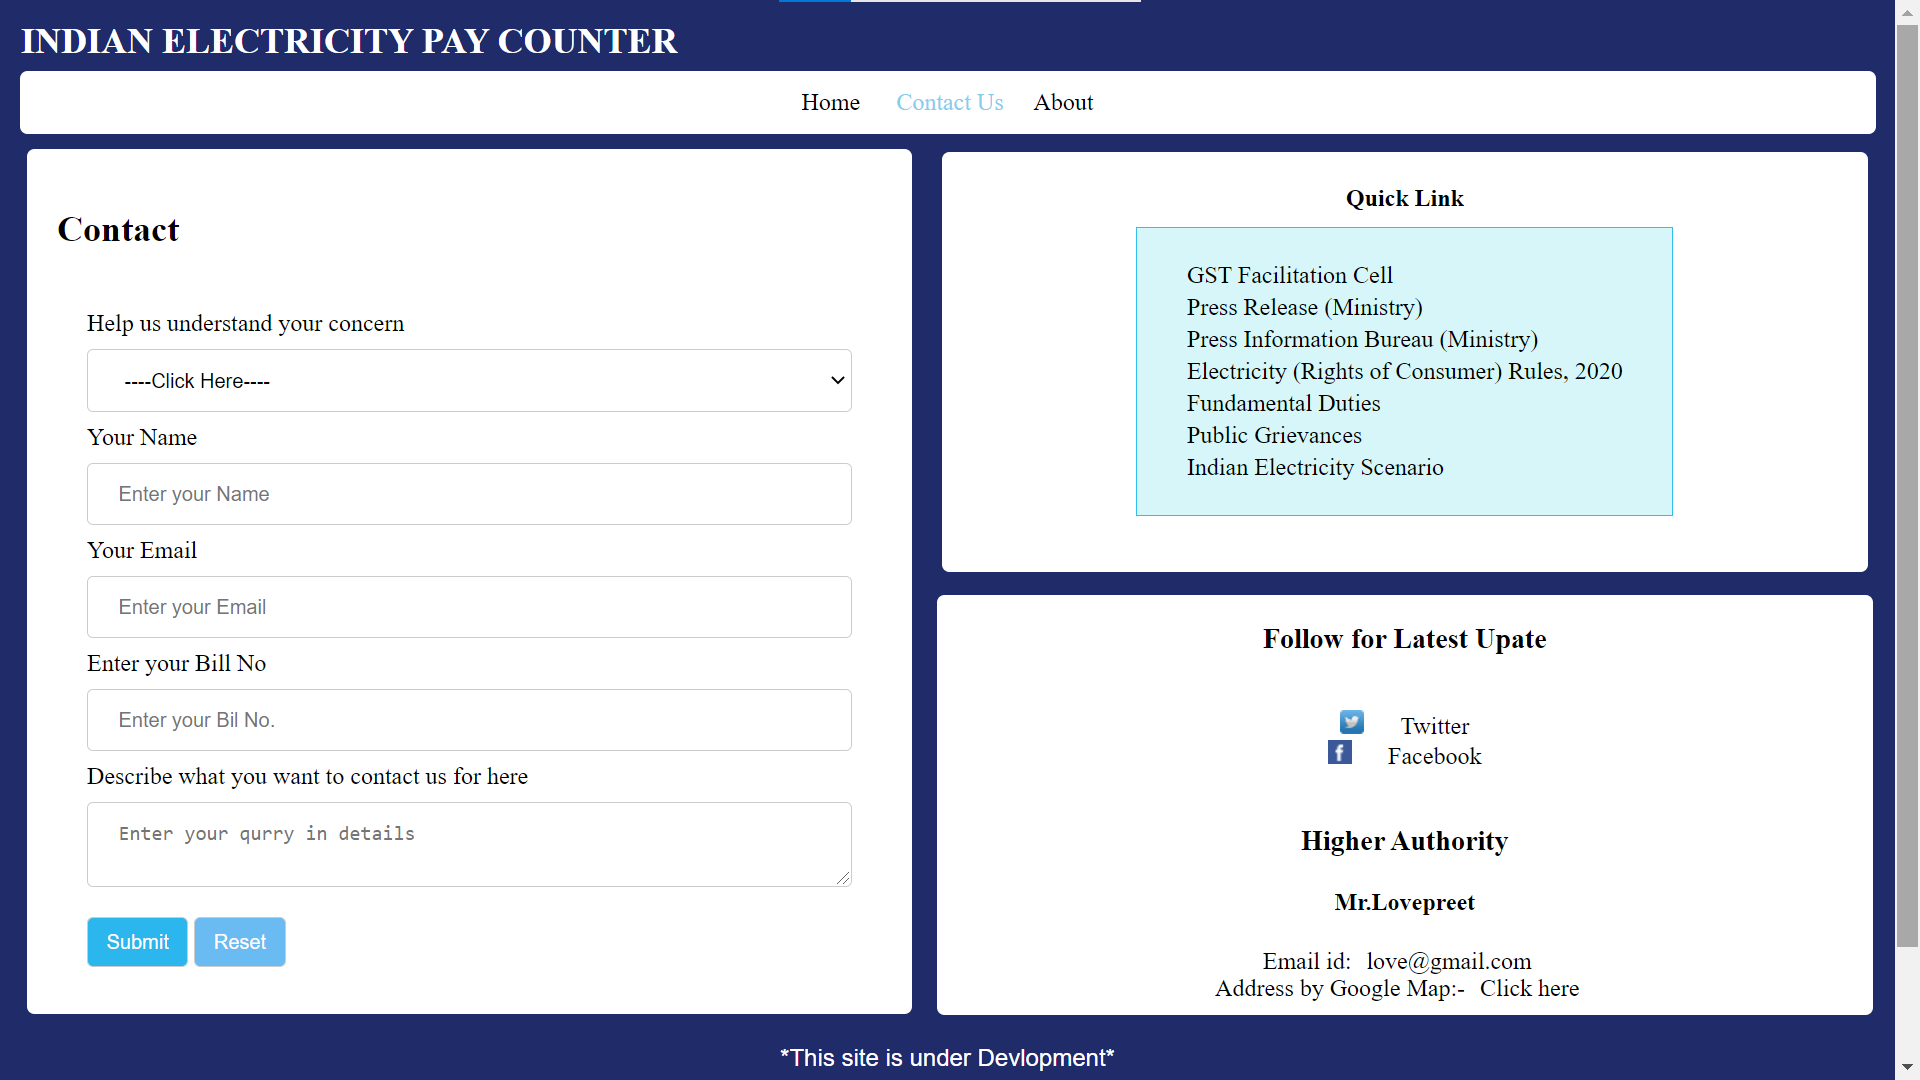 INDIAN ELECTRICITY PAY COUNTER
Home Contact Us About
Contact
Help us understand your concern
----Click Here----
Your Name
Enter your Name
Your Email
Enter your Email
Enter your Bill No
Enter your Bil No.
Describe what you want to contact us for here
Enter your qurry in details
Submit Reset
Quick Link
GST Facilitation Cell
Press Release (Ministry)
Press Information Bureau (Ministry)
Electricity (Rights of Consumer) Rules, 2020
Fundamental Duties
Public Grievances
Indian Electricity Scenario
Follow for Latest Upate
Twitter
Facebook
Higher Authority
Mr.Lovepreet
Email id: love@gmail.com
Address by Google Map:- Click here
*This site is under Devlopment*